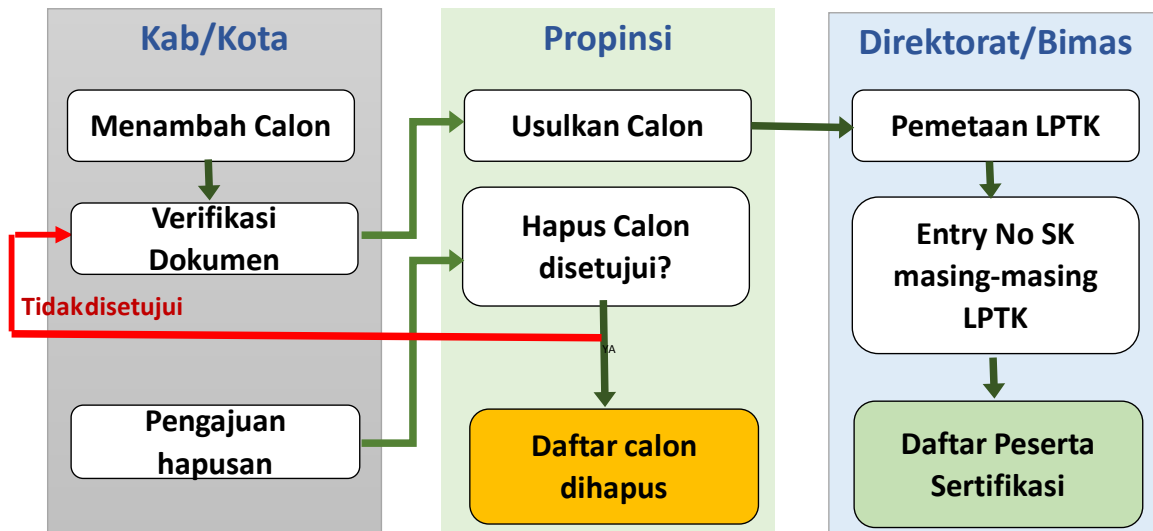 Kab/Kota
Menambah Calon
Verifikasi
Dokumen
Tidakdisetujui
Pengajuan
hapusan
Propinsi
Usulkan Calon
Hapus Calon
disetujui?
YA
Daftar calon
dihapus
Direktorat/Bimas
Pemetaan LPTK
Entry No SK
masing-masing
LPTK
Daftar Peserta
Sertifikasi